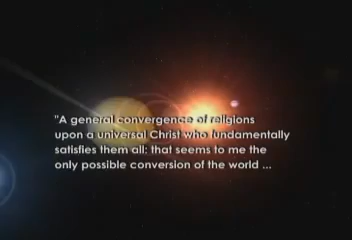 "A general convergence of religions
upon a universal Christ who fundamentally
satisfies them all: that seems to me the
only possible conversion of the world ...